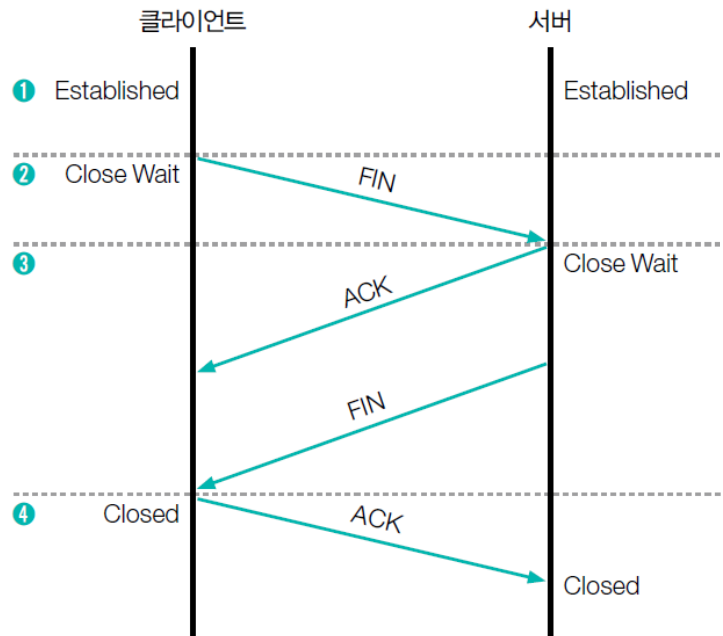 클라이언트 서버
❶ Established Established
❷ Close Wait FIN
❸ Close Wait
ACK
FIN
❹ Closed ACK
Closed